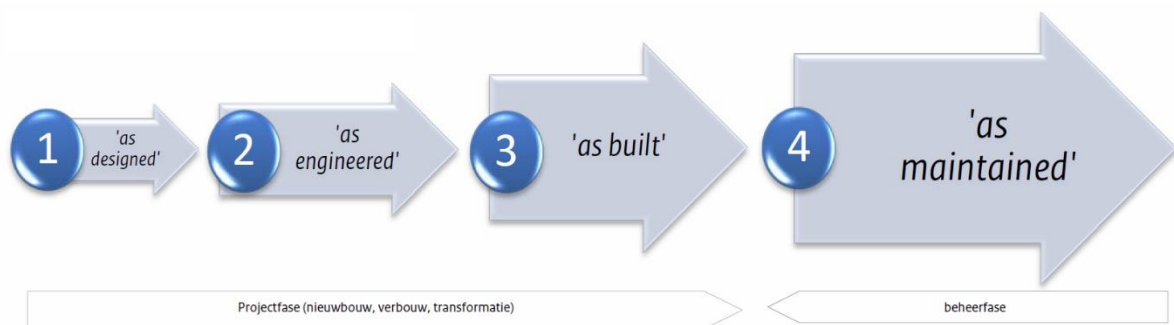 1
'as
designed'
2
'as
engineered'
3
'as built'
4
'as
maintained'
Projectfase (nieuwbouw, verbouw, transformatie)
beheerfase